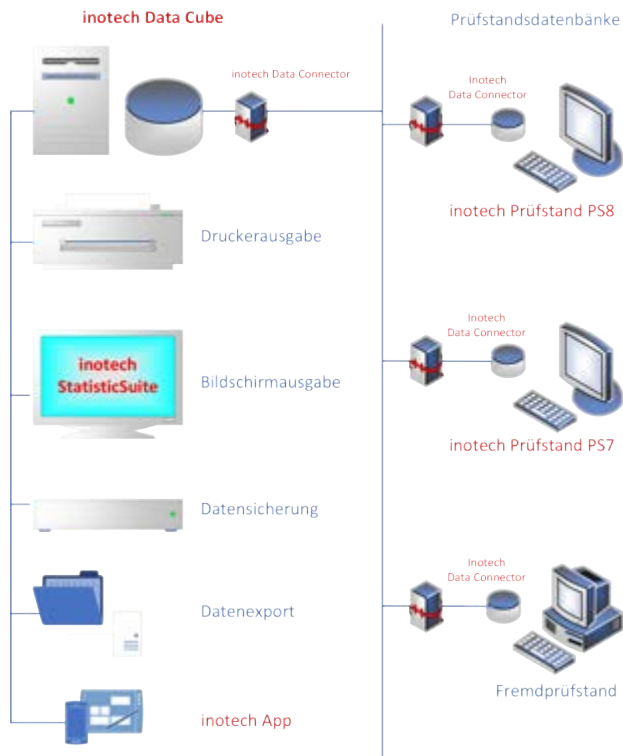 inotech Data Cube
inotech Data Connector
Druckerausgabe
inotech
StatisticSuite
Bildschirmausgabe
Datensicherung
Datenexport
inotech App
Prüfstandsdatenbänke
Inotech
Data Connector
inotech Prüfstand PS8
Inotech
Data Connector
inotech Prüfstand PS7
Inotech
Data Connector
Fremdprüfstand